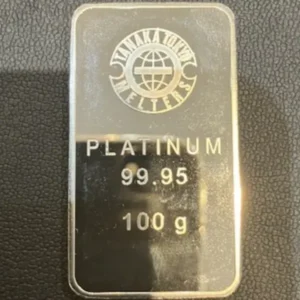 TANAKA TOKYO
MELTERS
PLATINUM
99.95
100 g